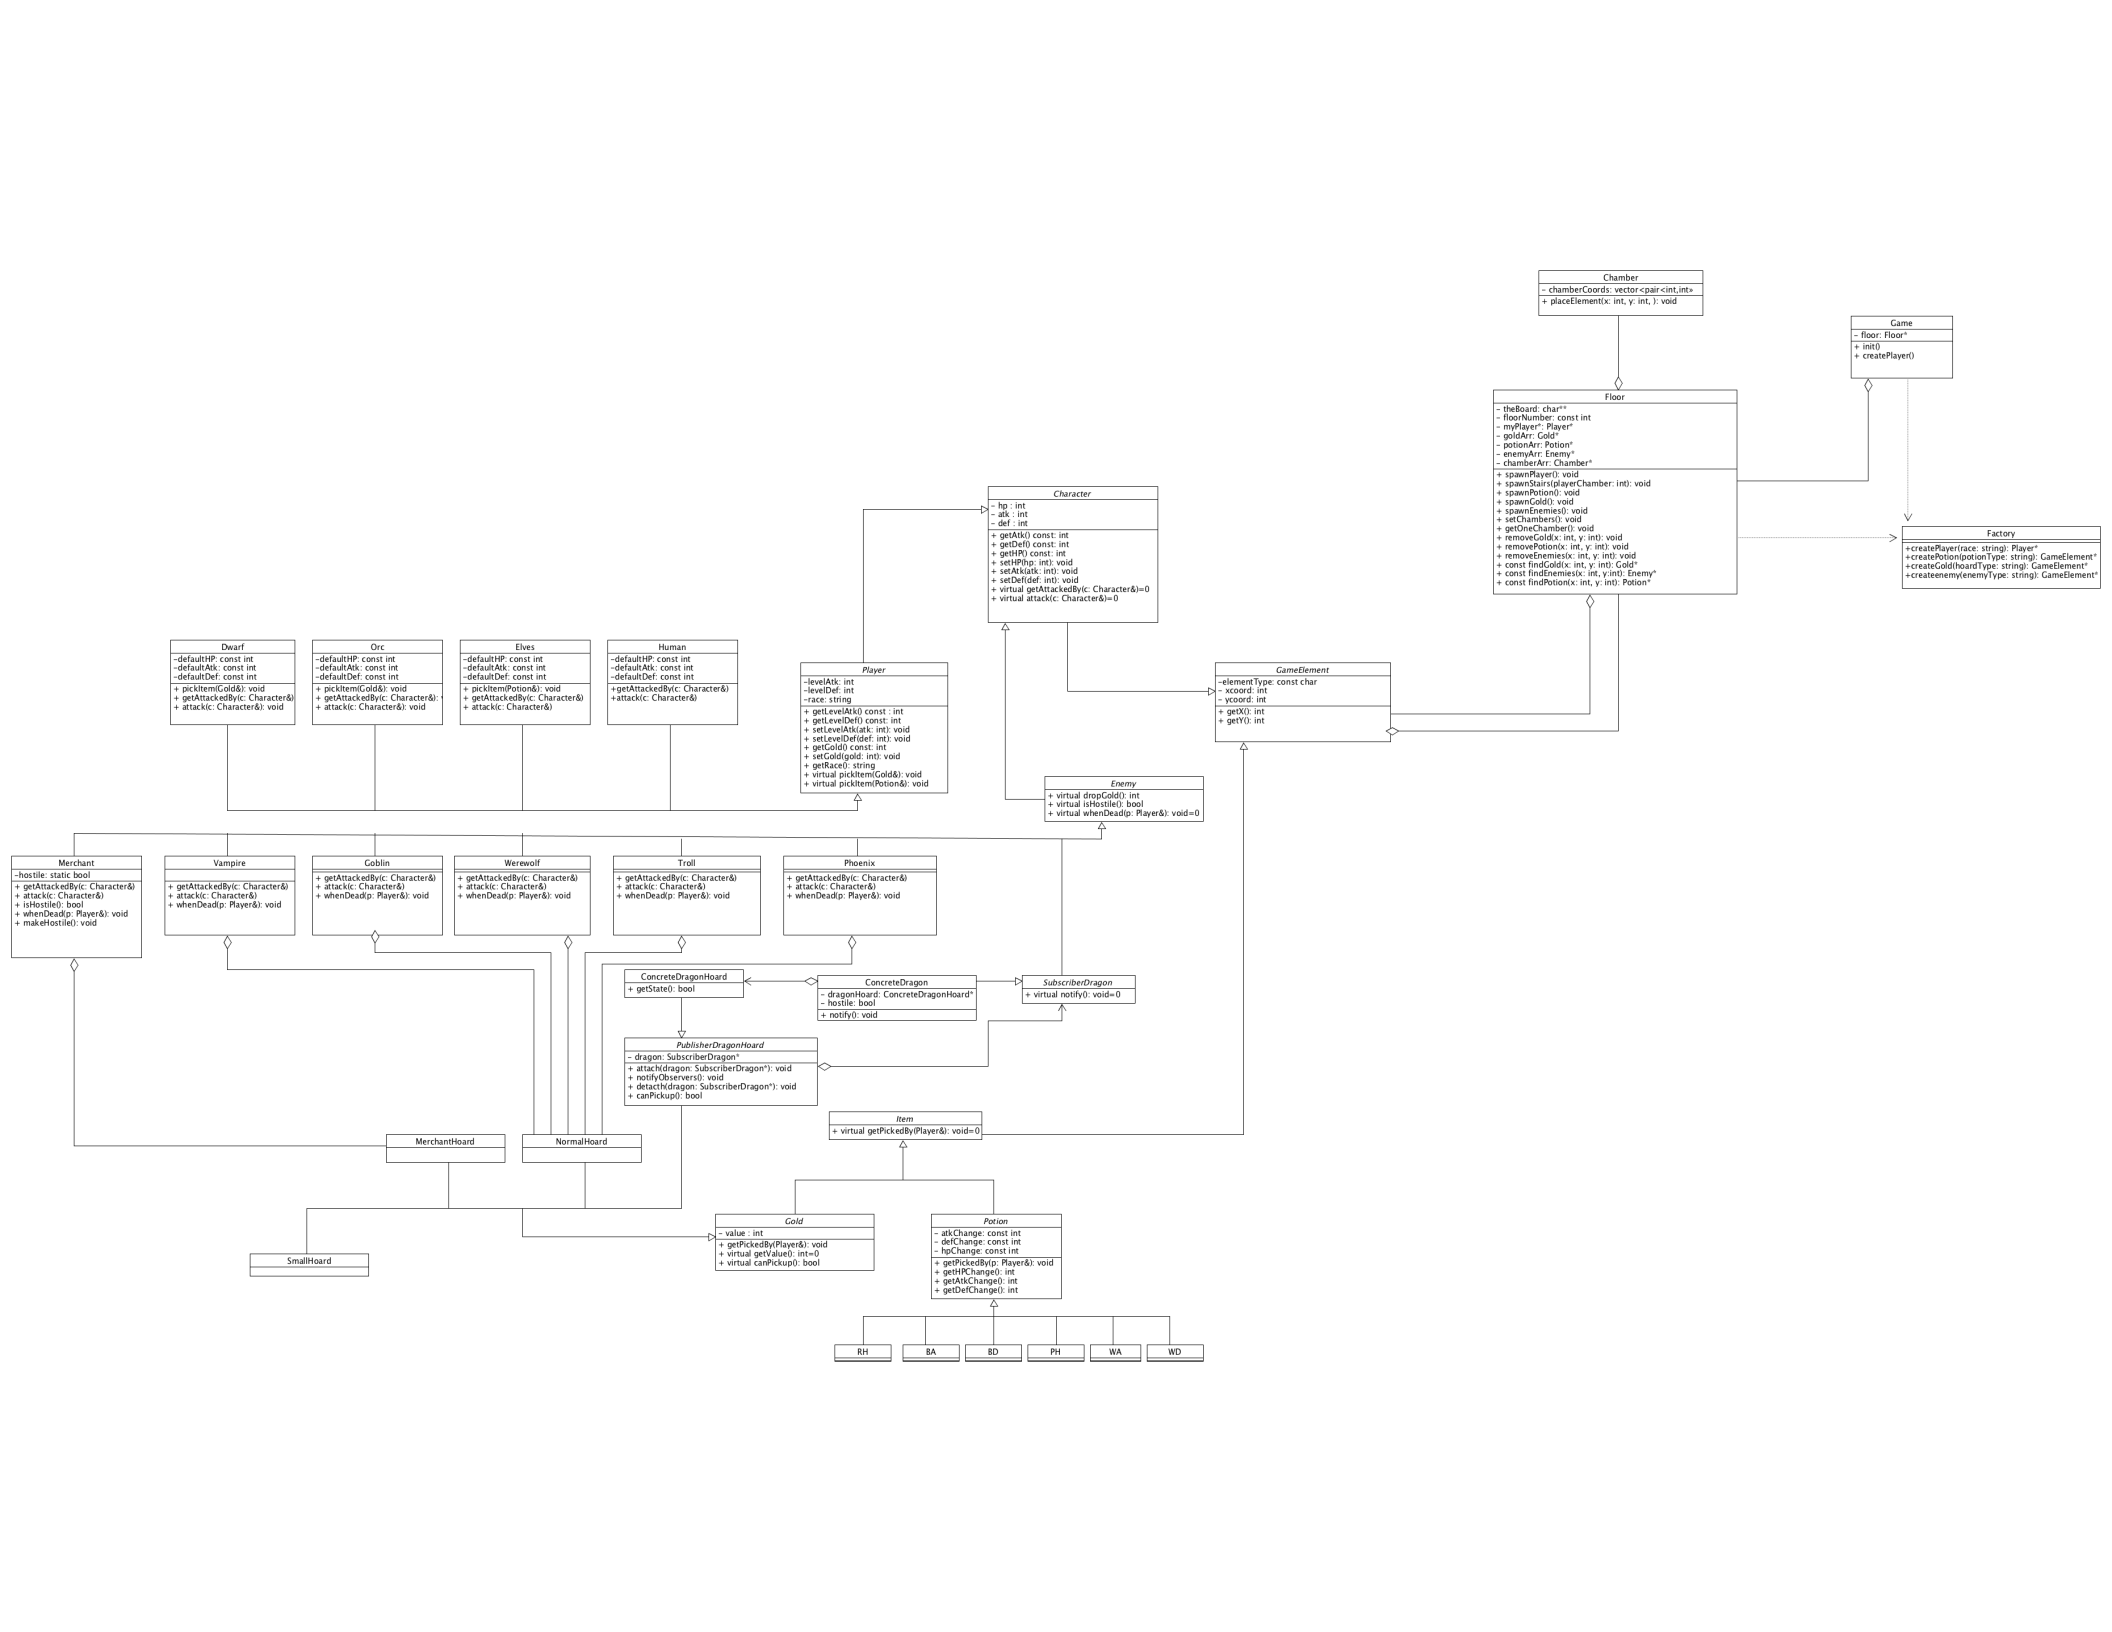 Chamber
- chamberCoords: vector<pair<int,int>>
+ placeElement(x: int, y: int, ): void
Game
- floor: Floor*
+ init()
+ createPlayer()
Floor
- theBoard: char**
- floorNumber: const int
- myPlayer*: Player*
- goldArr: Gold*
- potionArr: Potion*
- enemyArr: Enemy*
- chamberArr: Chamber*
+ spawnPlayer(): void
+ spawnStairs(playerChamber: int): void
+ spawnPotion(): void
+ spawnGold(): void
+ spawnEnemies(): void
+ setChambers(): void
+ getOneChamber(): void
+ removeGold(x: int, y: int): void
+ removePotion(x: int, y: int): void
+ removeEnemies(x: int, y: int): void
+ const findGold(x: int, y: int): Gold*
+ const findEnemies(x: int, y:int): Enemy*
+ const findPotion(x: int, y: int): Potion*
Factory
+createPlayer(race: string): Player*
+createPotion(potionType: string): GameElement*
+createGold(hoardType: string): GameElement*
+createenemy(enemyType: string): GameElement*
Character
- hp : int
- atk : int
- def : int
+ getAtk() const: int
+ getDef() const: int
+ getHP() const: int
+ setHP(hp: int): void
+ setAtk(atk: int): void
+ setDef(def: int): void
+ virtual getAttackedBy(c: Character&)=0
+ virtual attack(c: Character&)=0
Dwarf
-defaultHP: const int
-defaultAtk: const int
-defaultDef: const int
+ pickItem(Gold&): void
+ getAttackedBy(c: Character&)
+ attack(c: Character&): void
Orc
-defaultHP: const int
-defaultAtk: const int
-defaultDef: const int
+ pickItem(Gold&): void
+ getAttackedBy(c: Character&):
+ attack(c: Character&): void
Elves
-defaultHP: const int
-defaultAtk: const int
-defaultDef: const int
+ pickItem(Potion&): void
+ getAttackedBy(c: Character&)
+ attack(c: Character&)
Human
-defaultHP: const int
-defaultAtk: const int
-defaultDef: const int
+getAttackedBy(c: Character&)
+attack(c: Character&)
Player
-levelAtk: int
-levelDef: int
-race: string
+ getLevelAtk() const : int
+ getLevelDef() const: int
+ setLevelAtk(atk: int): void
+ setLevelDef(def: int): void
+ getGold() const: int
+ setGold(gold: int): void
+ getRace(): string
+ virtual pickItem(Gold&): void
+ virtual pickItem(Potion&): void
GameElement
-elementType: const char
- xcoord: int
- ycoord: int
+ getX(): int
+ getY(): int
Enemy
+ virtual dropGold(): int
+ virtual isHostile(): bool
+ virtual whenDead(p: Player&): void=0
Merchant
-hostile: static bool
+ getAttackedBy(c: Character&)
+ attack(c: Character&)
+ isHostile(): bool
+ whenDead(p: Player&): void
+ makeHostile(): void
Vampire
+ getAttackedBy(c: Character&)
+ attack(c: Character&)
+ whenDead(p: Player&): void
Goblin
+ getAttackedBy(c: Character&)
+ attack(c: Character&)
+ whenDead(p: Player&): void
Werewolf
+ getAttackedBy(c: Character&)
+ attack(c: Character&)
+ whenDead(p: Player&): void
Troll
+ getAttackedBy(c: Character&)
+ attack(c: Character&)
+ whenDead(p: Player&): void
Phoenix
+ getAttackedBy(c: Character&)
+ attack(c: Character&)
+ whenDead(p: Player&): void
ConcreteDragonHoard
+ getState(): bool
ConcreteDragon
- dragonHoard: ConcreteDragonHoard*
- hostile: bool
+ notify(): void
SubscriberDragon
+ virtual notify(): void=0
PublisherDragonHoard
- dragon: SubscriberDragon*
+ attach(dragon: SubscriberDragon*): void
+ notifyObservers(): void
+ detacth(dragon: SubscriberDragon*): void
+ canPickup(): bool
Item
+ virtual getPickedBy(Player&): void=0
MerchantHoard
NormalHoard
SmallHoard
Gold
- value : int
+ getPickedBy(Player&): void
+ virtual getValue(): int=0
+ virtual canPickup(): bool
Potion
- atkChange: const int
- defChange: const int
- hpChange: const int
+ getPickedBy(p: Player&): void
+ getHPChange(): int
+ getAtkChange(): int
+ getDefChange(): int
RH
BA
BD
PH
WA
WD